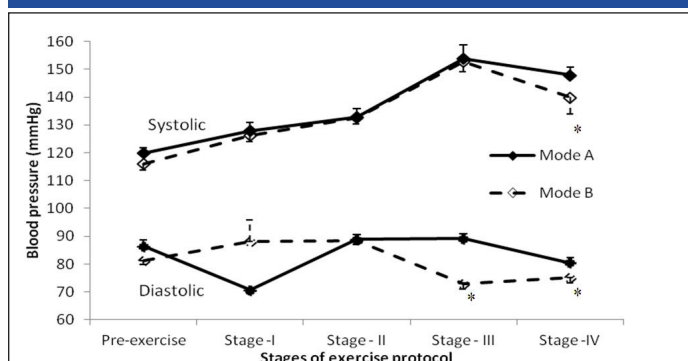 160
150
140
130
120
110
100
90
80
70
60
Blood pressure (mmHg)
Systolic
*
Mode A
Mode B
Diastolic
*
*
Pre-exercise
Stage-I
Stage - II
Stage - III
Stage -IV
Stages of exercise protocol